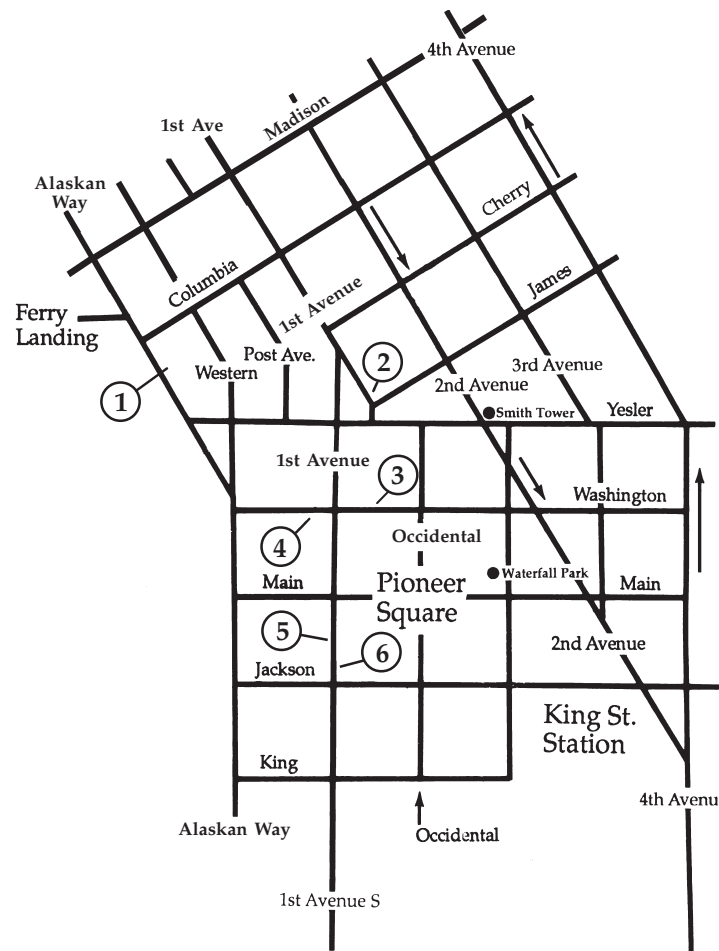 4th Avenue
Madison
1st Ave
Alaskan
Way
Cherry
Columbia
James
1st Avenue
Ferry
Landing
Post Ave.
Western
2
3rd Avenue
2nd Avenue
1
Smith Tower
Yesler
1st Avenue
3
Washington
Occidental
4
Waterfall Park
Main
Pioneer
Square
Main
5
6
2nd Avenue
Jackson
King St.
Station
King
4th Avenu
Alaskan Way
Occidental
1st Avenue S